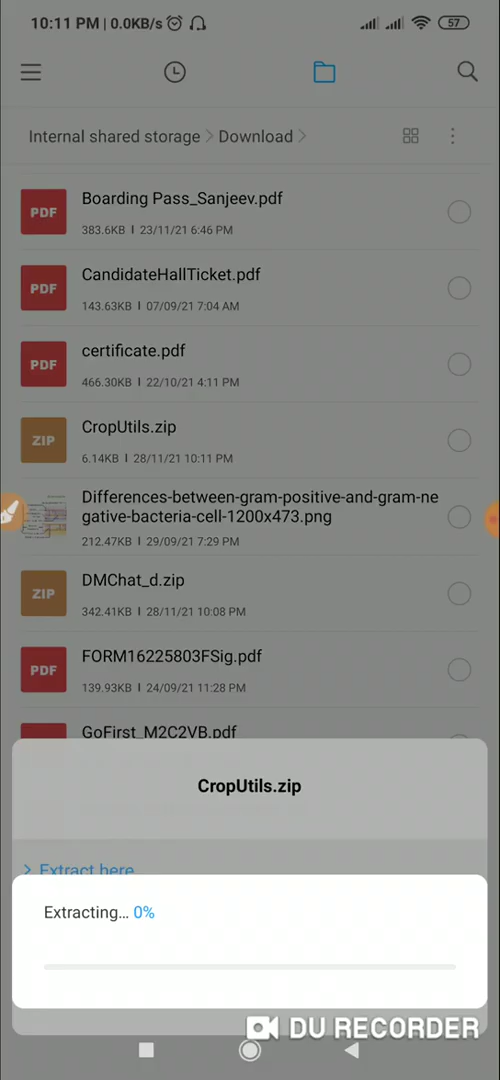 10:11 PM | 0.0KB/s
57
Internal shared storage > Download >
Boarding Pass_Sanjeev.pdf
383.6KB | 23/11/21 6:46 PM
PDF
CandidateHallTicket.pdf
143.63KB | 07/09/21 7:04 AM
PDF
certificate.pdf
466.30KB | 22/10/21 4:11 PM
PDF
CropUtils.zip
6.14KB | 28/11/21 10:11 PM
ZIP
Differences-between-gram-positive-and-gram-ne
gative-bacteria-cell-1200x473.png
212.47KB | 29/09/21 7:29 PM
DMChat_d.zip
342.41KB | 28/11/21 10:08 PM
ZIP
FORM16225803FSig.pdf
139.93KB | 24/09/21 11:28 PM
PDF
GoFirst_M2C2VB.pdf
CropUtils.zip
> Extract here
Extracting... 0%
DU RECORDER